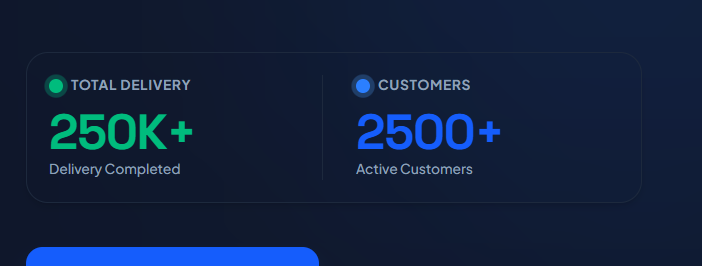 TOTAL DELIVERY
250K+
Delivery Completed
CUSTOMERS
2500+
Active Customers